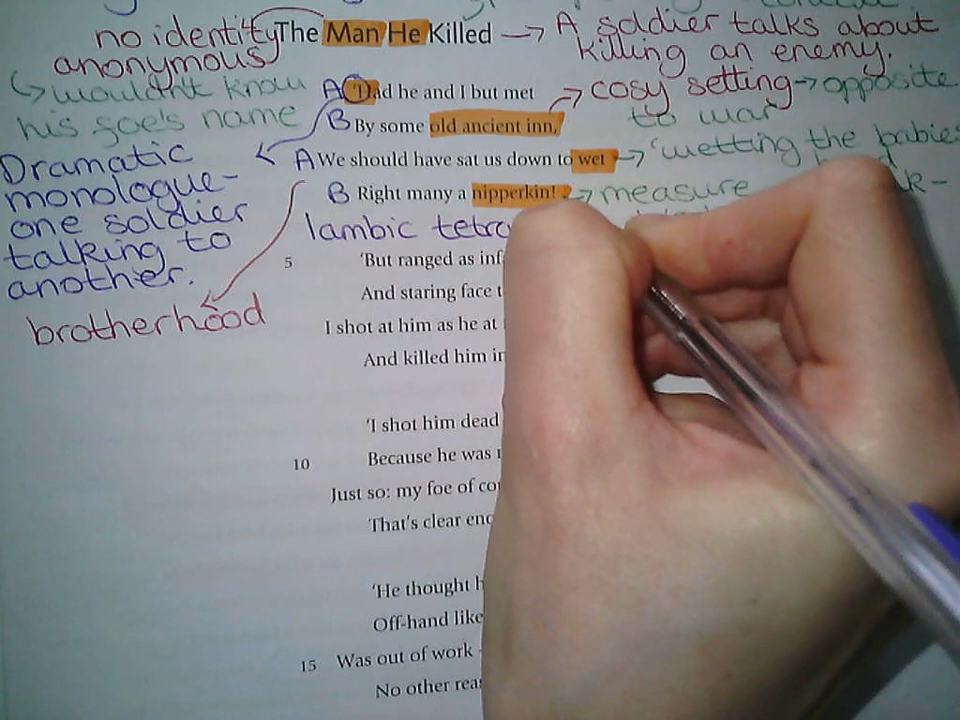 no identity The Man He Killed → A soldier talks about
anonymous killing an enemy.
↳ wouldn't know A 'Had he and I but met → cosy setting → opposite
his foe's name B By some old ancient inn, to war
Dramatic A We should have sat us down to wet → 'wetting the babies
monologue - B Right many a nipperkin! → measure
one soldier Iambic
talking to 5 'But ranged as
another. And staring face
brotherhood I shot at him as he at
And killed him
'I shot him dead
10 Because he was
Just so: my foe of
That's clear
'He thought
Off-hand like
15 Was out of work
No other